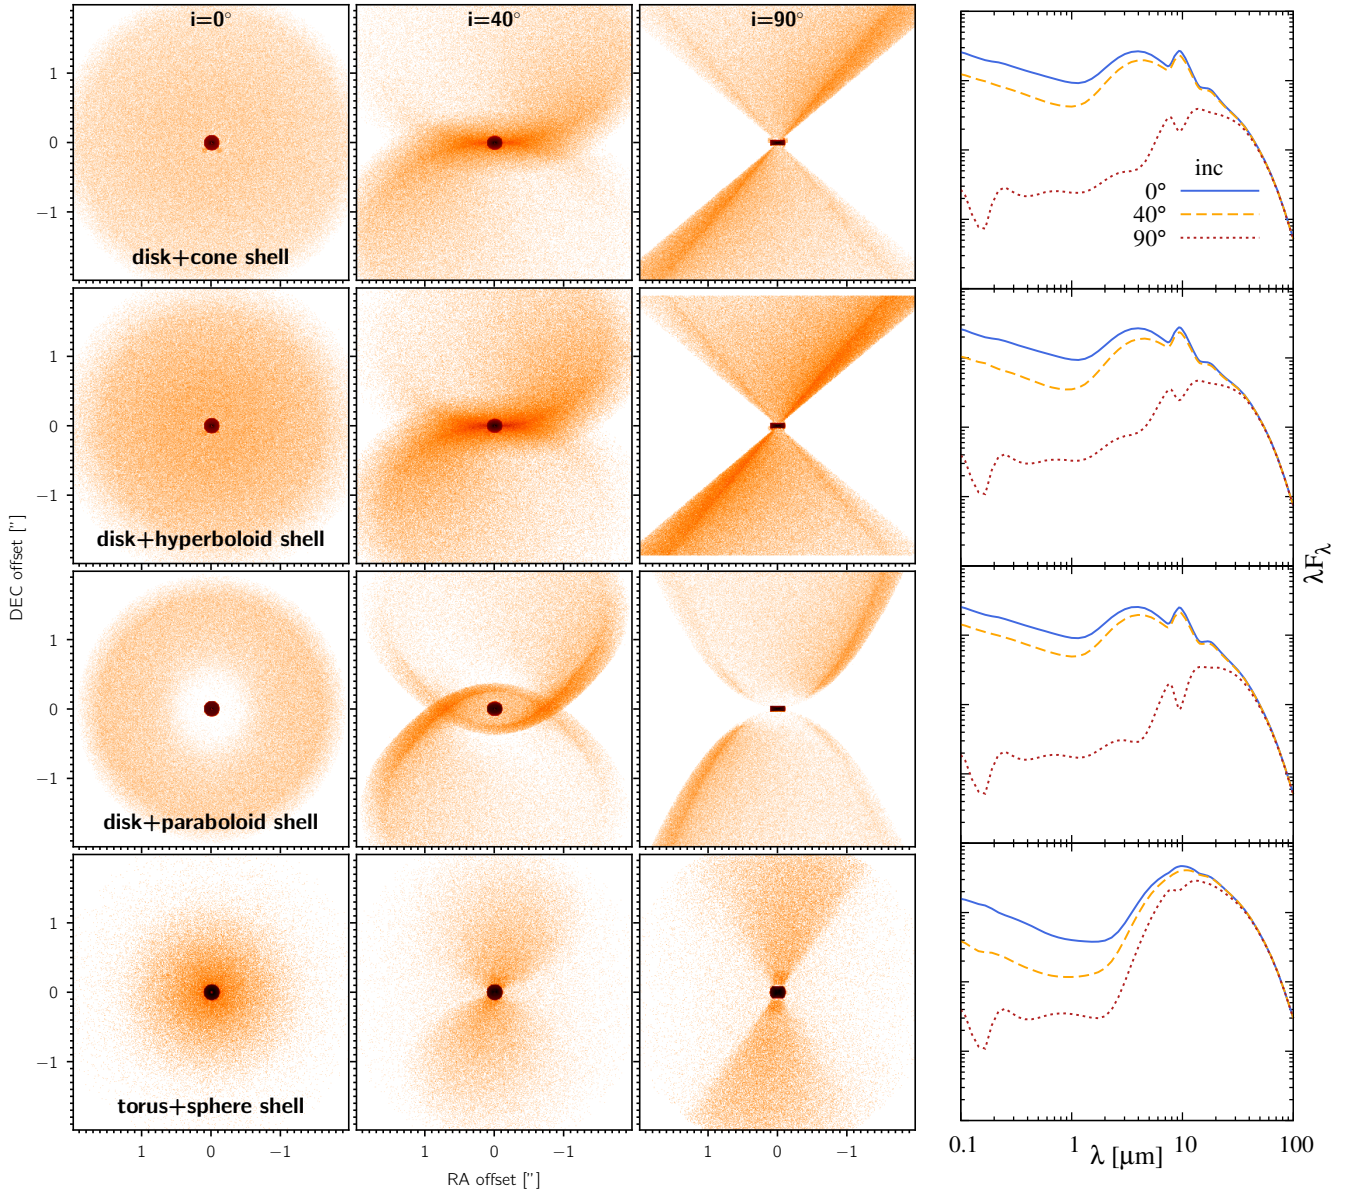 i=0°
i=40°
i=90°
1
0
−1
disk+cone shell
inc
0°
40°
90°
1
0
−1
disk+hyperboloid shell
DEC offset ["]
λFλ
1
0
−1
disk+paraboloid shell
1
0
−1
torus+sphere shell
1 0 −1
1 0 −1
1 0 −1
RA offset ["]
0.1 1 10 100
λ [μm]